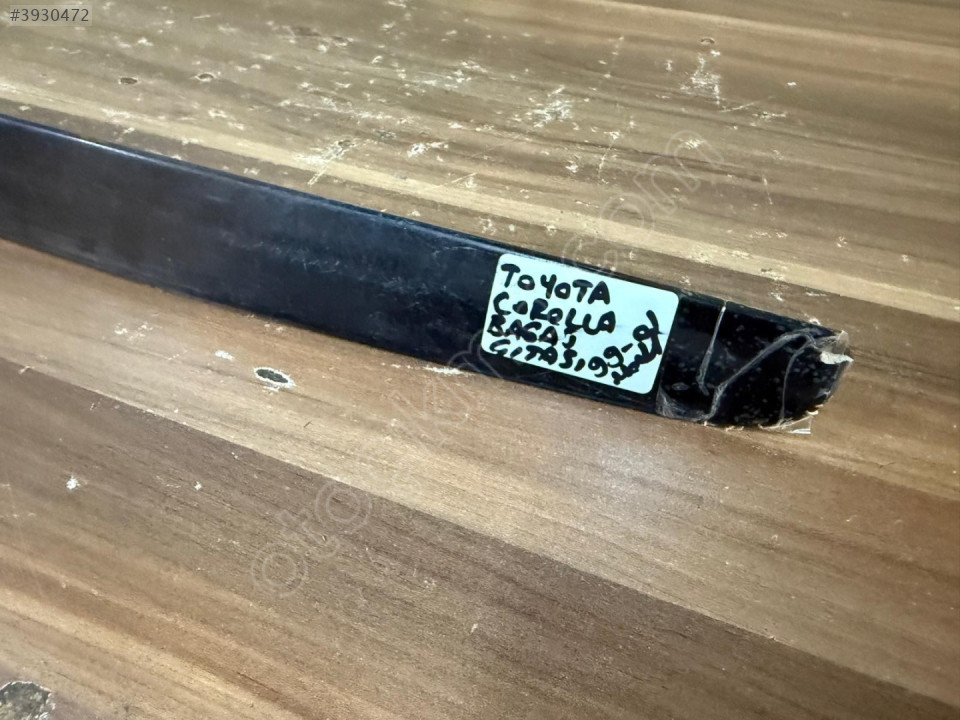 #3930472
TOYOTA
COROLLA
BAGAJ
ÇITASI